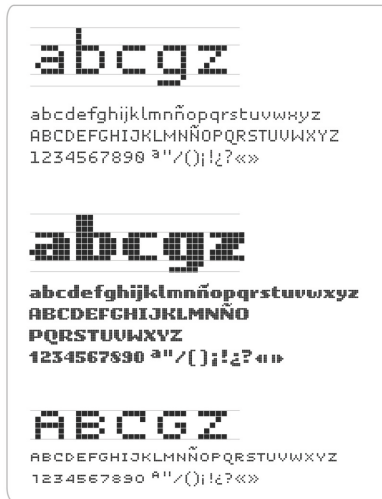 abcgz
abcdefghijklmnñopqrstuvwxyz
ABCDEFGHIJKLMNÑOPQRSTUVWXYZ
1234567890 ª"/()¡!¿?«»
abcgz
abcdefghijklmnñopqrstuvwxyz
ABCDEFGHIJKLMNÑO
PQRSTUVWXYZ
1234567890 ª"/()¡!¿?«»
ABCGZ
ABCDEFGHIJKLMNÑOPQRSTUVWXYZ
1234567890 ª"/()¡!¿?«»